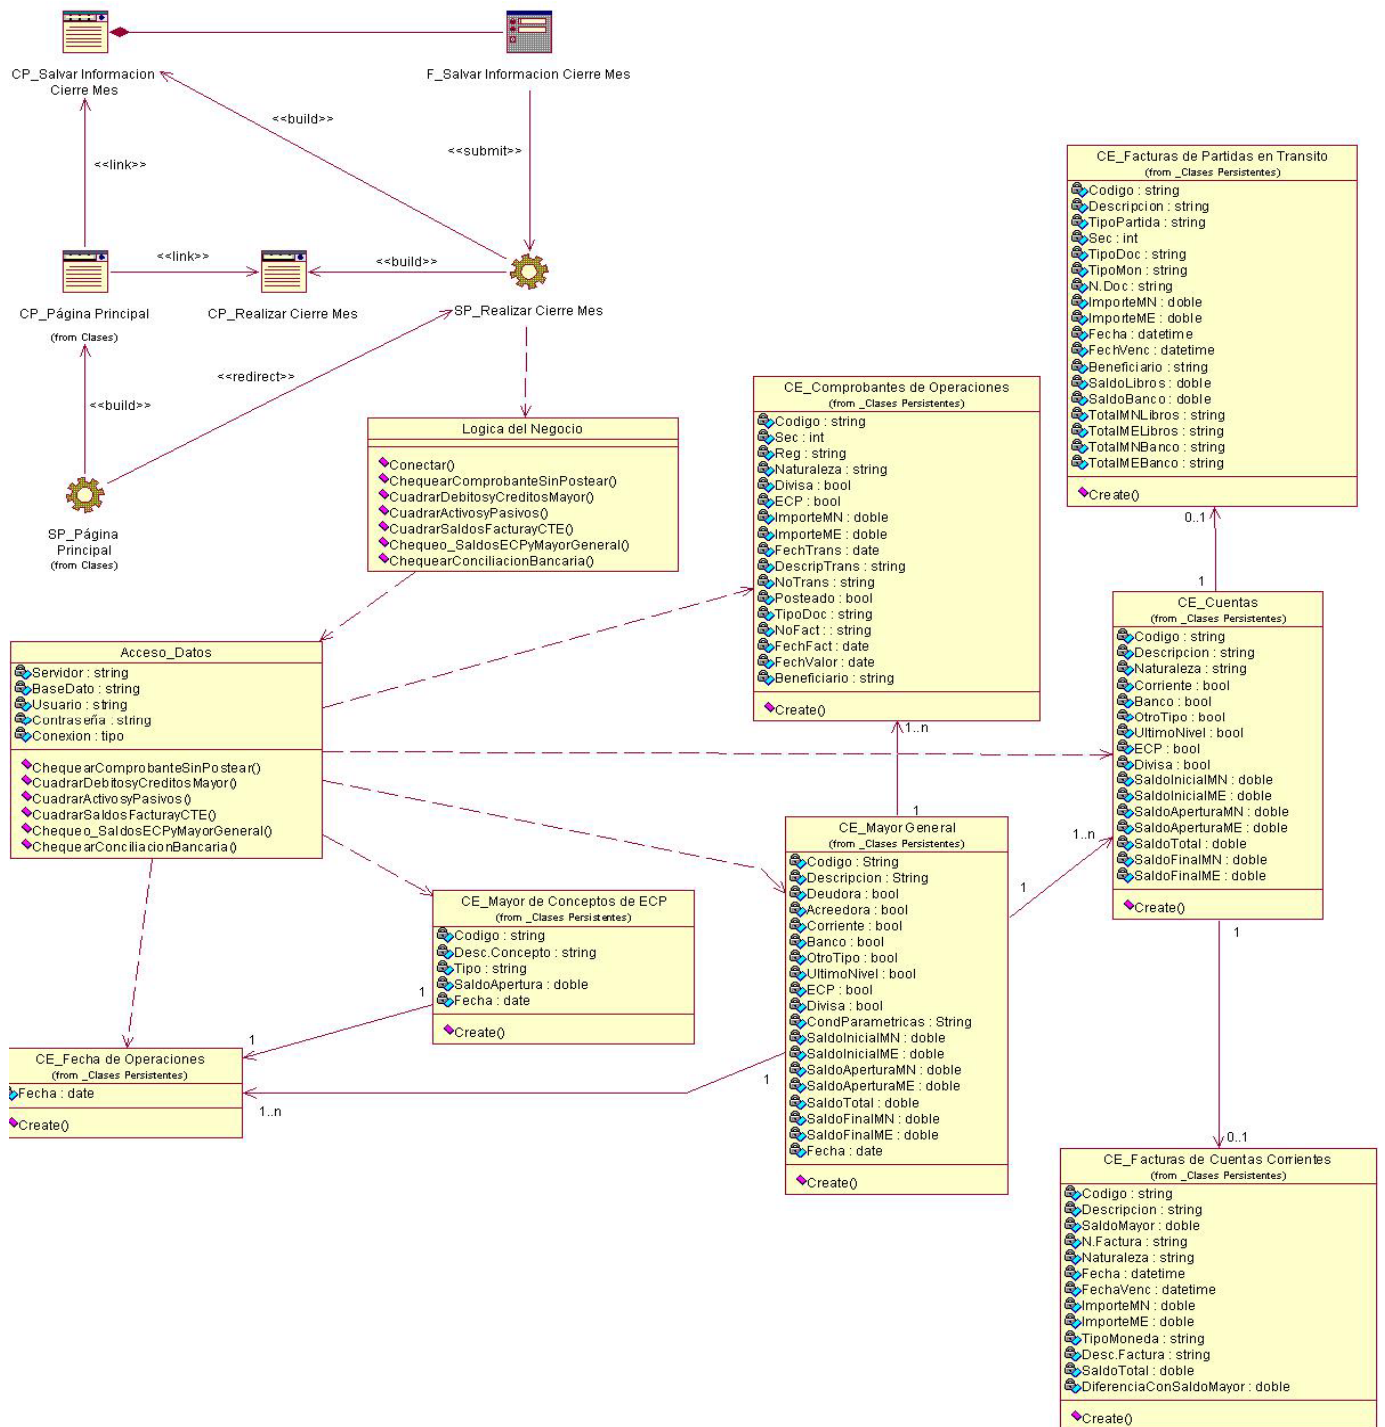 CP_Salvar Informacion
Cierre Mes
F_Salvar Informacion Cierre Mes
<<build>>
<<submit>>
<<link>>
<<link>>
<<build>>
CP_Página Principal
(from Clases)
CP_Realizar Cierre Mes
SP_Realizar Cierre Mes
<<redirect>>
<<build>>
SP_Página
Principal
(from Clases)
Logica del Negocio
Conectar()
ChequearComprobanteSinPostear()
CuadrarDebitosyCreditosMayor()
CuadrarActivosyPasivos()
CuadrarSaldosFacturayCTE()
Chequeo_SaldosECPyMayorGeneral()
ChequearConciliacionBancaria()
Acceso_Datos
Servidor : string
BaseDato : string
Usuario : string
Contraseña : string
Conexion : tipo
ChequearComprobanteSinPostear()
CuadrarDebitosyCreditosMayor()
CuadrarActivosyPasivos()
CuadrarSaldosFacturayCTE()
Chequeo_SaldosECPyMayorGeneral()
ChequearConciliacionBancaria()
CE_Comprobantes de Operaciones
(from _Clases Persistentes)
Codigo : string
Sec : int
Reg : string
Naturaleza : string
Divisa : bool
ECP : bool
ImporteMN : doble
ImporteME : doble
FechTrans : date
DescripTrans : string
NoTrans : string
Posteado : bool
TipoDoc : string
NoFact : : string
FechFact : date
FechValor : date
Beneficiario : string
Create()
1..n
1
CE_Facturas de Partidas en Transito
(from _Clases Persistentes)
Codigo : string
Descripcion : string
TipoPartida : string
Sec : int
TipoDoc : string
TipoMon : string
N.Doc : string
ImporteMN : doble
ImporteME : doble
Fecha : datetime
FechVenc : datetime
Beneficiario : string
SaldoLibros : doble
SaldoBanco : doble
TotalMNLibros : string
TotalMELibros : string
TotalMNBanco : string
TotalMEBanco : string
Create()
0..1
1
CE_Cuentas
(from _Clases Persistentes)
Codigo : string
Descripcion : string
Naturaleza : string
Corriente : bool
Banco : bool
OtroTipo : bool
UltimoNivel : bool
ECP : bool
Divisa : bool
SaldoInicialMN : doble
SaldoInicialME : doble
SaldoAperturaMN : doble
SaldoAperturaME : doble
SaldoTotal : doble
SaldoFinalMN : doble
SaldoFinalME : doble
Create()
1..n
1
1
CE_Mayor General
(from _Clases Persistentes)
Codigo : String
Descripcion : String
Deudora : bool
Acreedora : bool
Corriente : bool
Banco : bool
OtroTipo : bool
UltimoNivel : bool
ECP : bool
Divisa : bool
CondParametricas : String
SaldoInicialMN : doble
SaldoInicialME : doble
SaldoAperturaMN : doble
SaldoAperturaME : doble
SaldoTotal : doble
SaldoFinalMN : doble
SaldoFinalME : doble
Fecha : date
Create()
CE_Mayor de Conceptos de ECP
(from _Clases Persistentes)
Codigo : string
Desc.Concepto : string
Tipo : string
SaldoApertura : doble
Fecha : date
Create()
1
1
CE_Fecha de Operaciones
(from _Clases Persistentes)
Fecha : date
Create()
1..n
1
0..1
CE_Facturas de Cuentas Corrientes
(from _Clases Persistentes)
Codigo : string
Descripcion : string
SaldoMayor : doble
N.Factura : string
Naturaleza : string
Fecha : datetime
FechaVenc : datetime
ImporteMN : doble
ImporteME : doble
TipoMoneda : string
Desc.Factura : string
SaldoTotal : doble
DiferenciaConSaldoMayor : doble
Create()